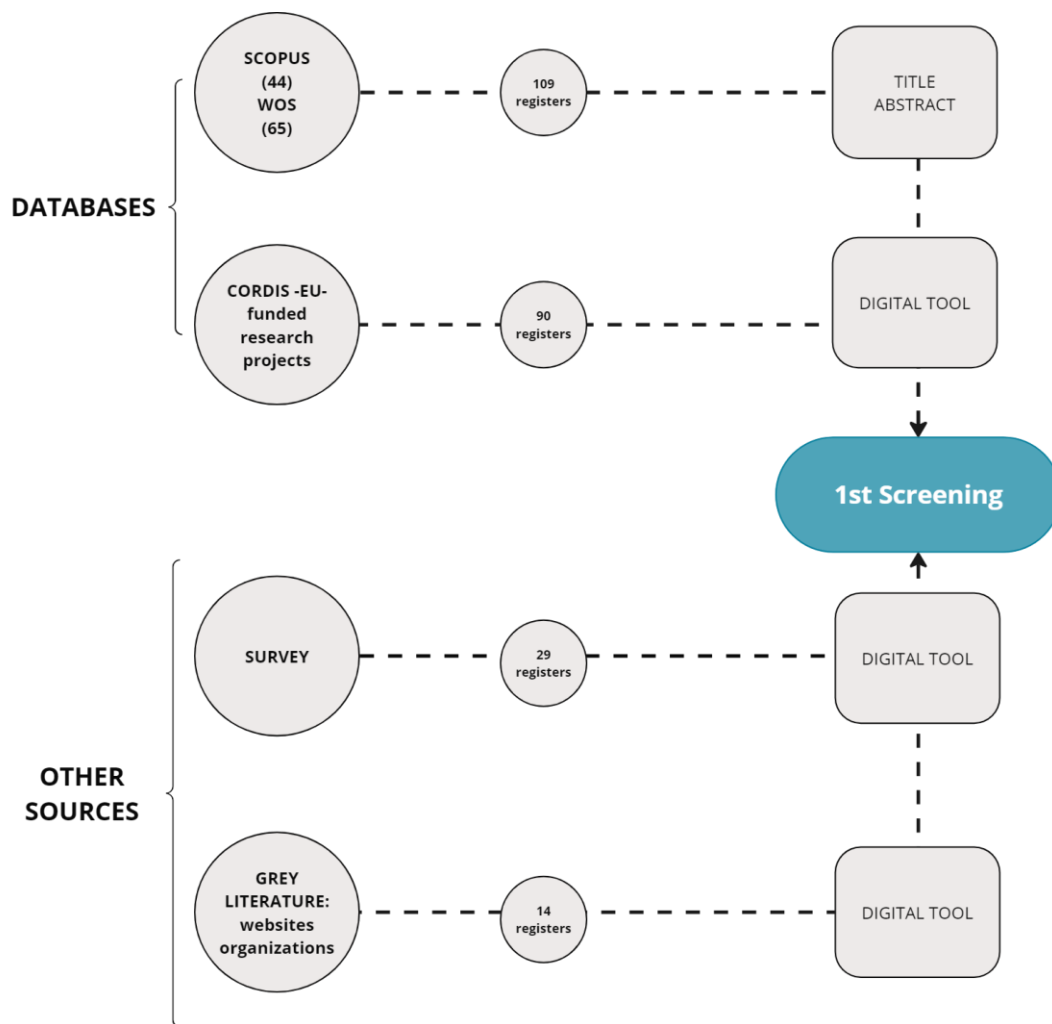 SCOPUS
(44)
WOS
(65)
109
registers
TITLE
ABSTRACT
DATABASES
CORDIS -EU-
funded
research
projects
90
registers
DIGITAL TOOL
1st Screening
SURVEY
29
registers
DIGITAL TOOL
OTHER
SOURCES
GREY
LITERATURE:
websites
organizations
14
registers
DIGITAL TOOL